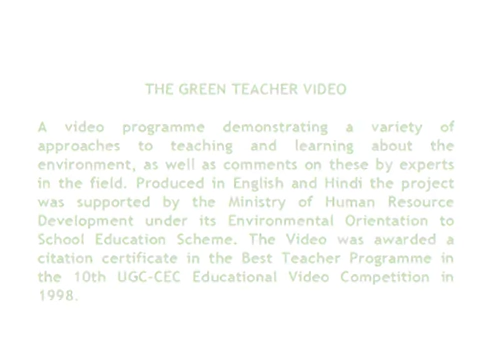 THE GREEN TEACHER VIDEO
A video programme demonstrating a variety of
approaches to teaching and learning about the
environment, as well as comments on these by experts
in the field. Produced in English and Hindi the project
was supported by the Ministry of Human Resource
Development under its Environmental Orientation to
School Education Scheme. The Video was awarded a
citation certificate in the Best Teacher Programme in
the 10th UGC-CEC Educational Video Competition in
1998.